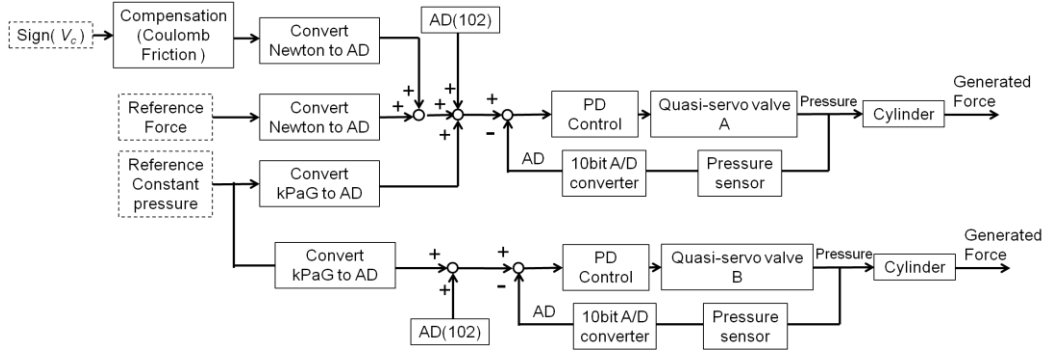 Sign( Vc )
Compensation
(Coulomb
Friction )
Convert
Newton to AD
AD(102)
+
+
+
+
+
+
−
Reference
Force
Convert
Newton to AD
PD
Control
Quasi-servo valve
A
Pressure
Cylinder
Generated
Force
Reference
Constant
pressure
Convert
kPaG to AD
AD
10bit A/D
converter
Pressure
sensor
Convert
kPaG to AD
+
+
+
−
AD(102)
PD
Control
Quasi-servo valve
B
Pressure
Cylinder
Generated
Force
AD
10bit A/D
converter
Pressure
sensor